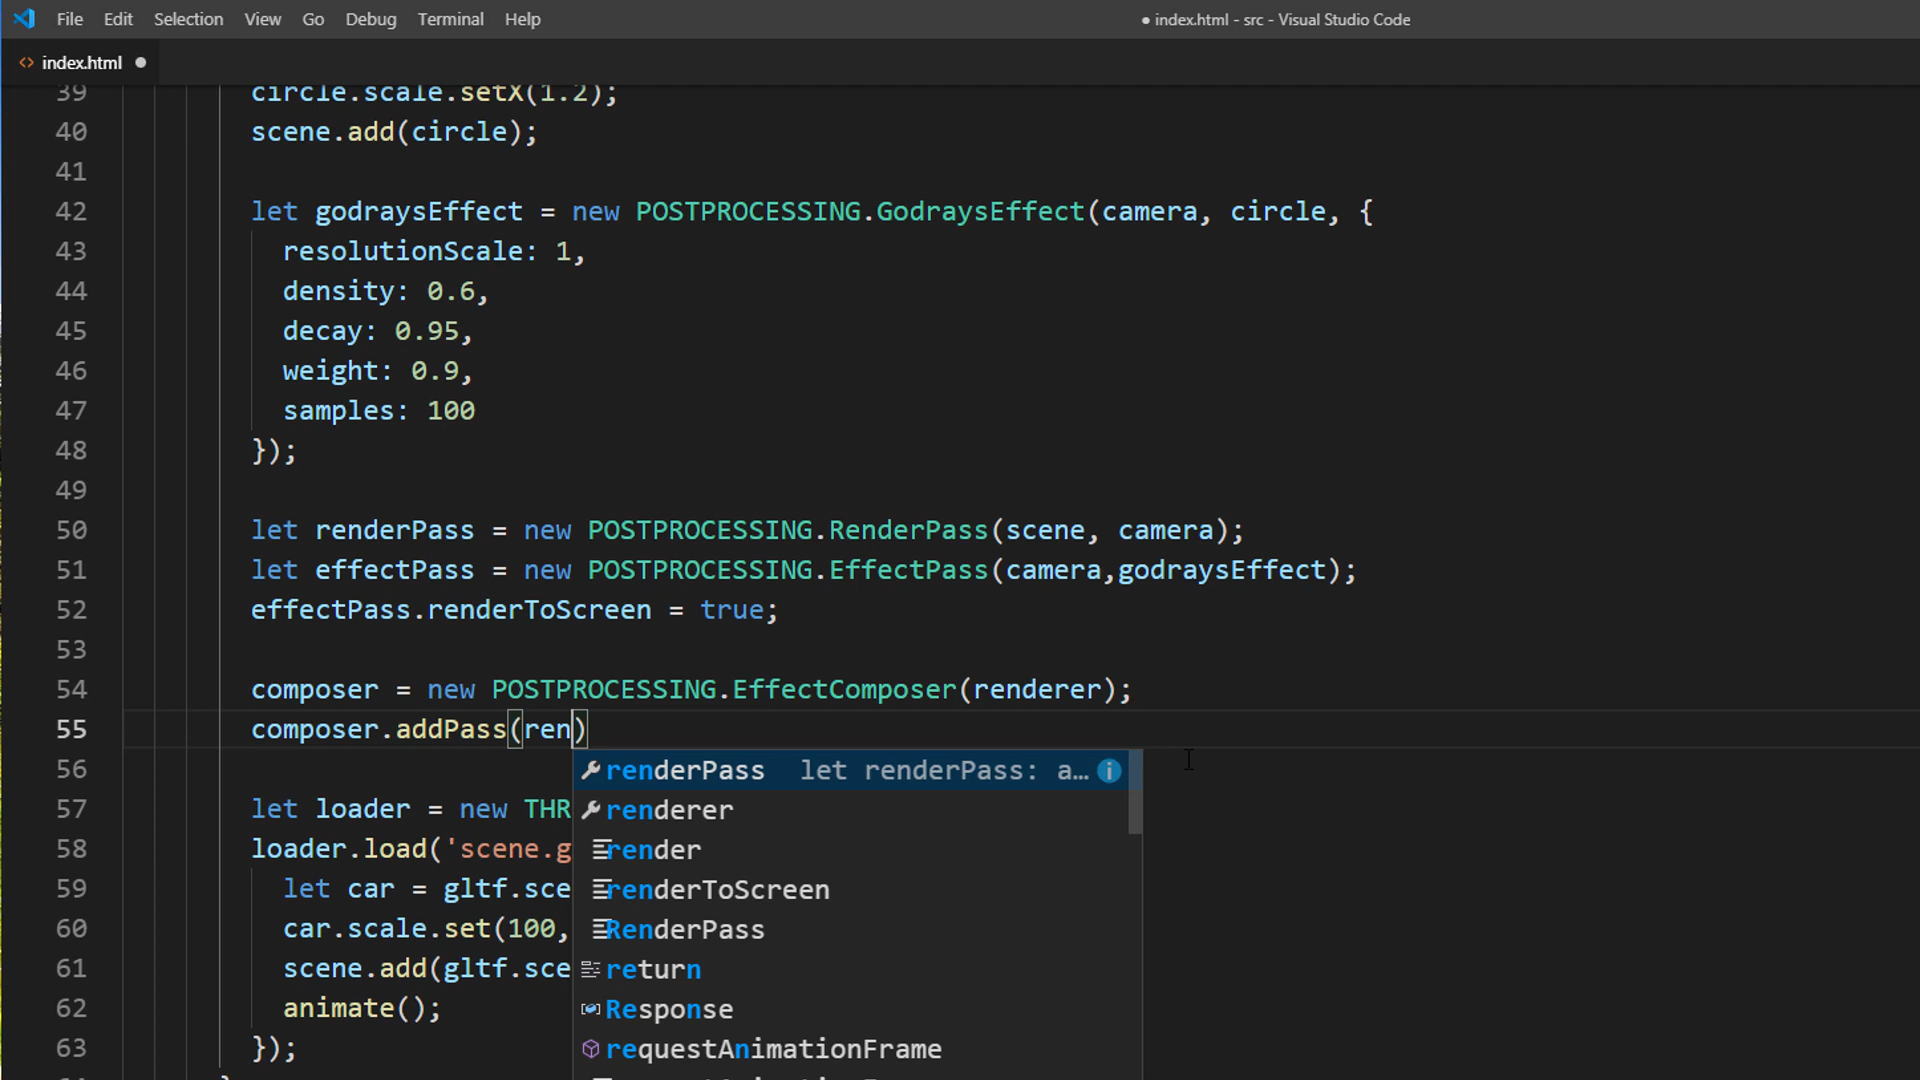 File Edit Selection View Go Debug Terminal Help ● index.html - src - Visual Studio Code
<> index.html ●
39 circle.scale.setX(1.2);
40 scene.add(circle);
41
42 let godraysEffect = new POSTPROCESSING.GodraysEffect(camera, circle, {
43 resolutionScale: 1,
44 density: 0.6,
45 decay: 0.95,
46 weight: 0.9,
47 samples: 100
48 });
49
50 let renderPass = new POSTPROCESSING.RenderPass(scene, camera);
51 let effectPass = new POSTPROCESSING.EffectPass(camera,godraysEffect);
52 effectPass.renderToScreen = true;
53
54 composer = new POSTPROCESSING.EffectComposer(renderer);
55 composer.addPass(ren)
56 renderPass let renderPass: a…
57 let loader = new THR renderer
58 loader.load('scene.g render
59 let car = gltf.sce renderToScreen
60 car.scale.set(100, RenderPass
61 scene.add(gltf.sce return
62 animate(); Response
63 }); requestAnimationFrame